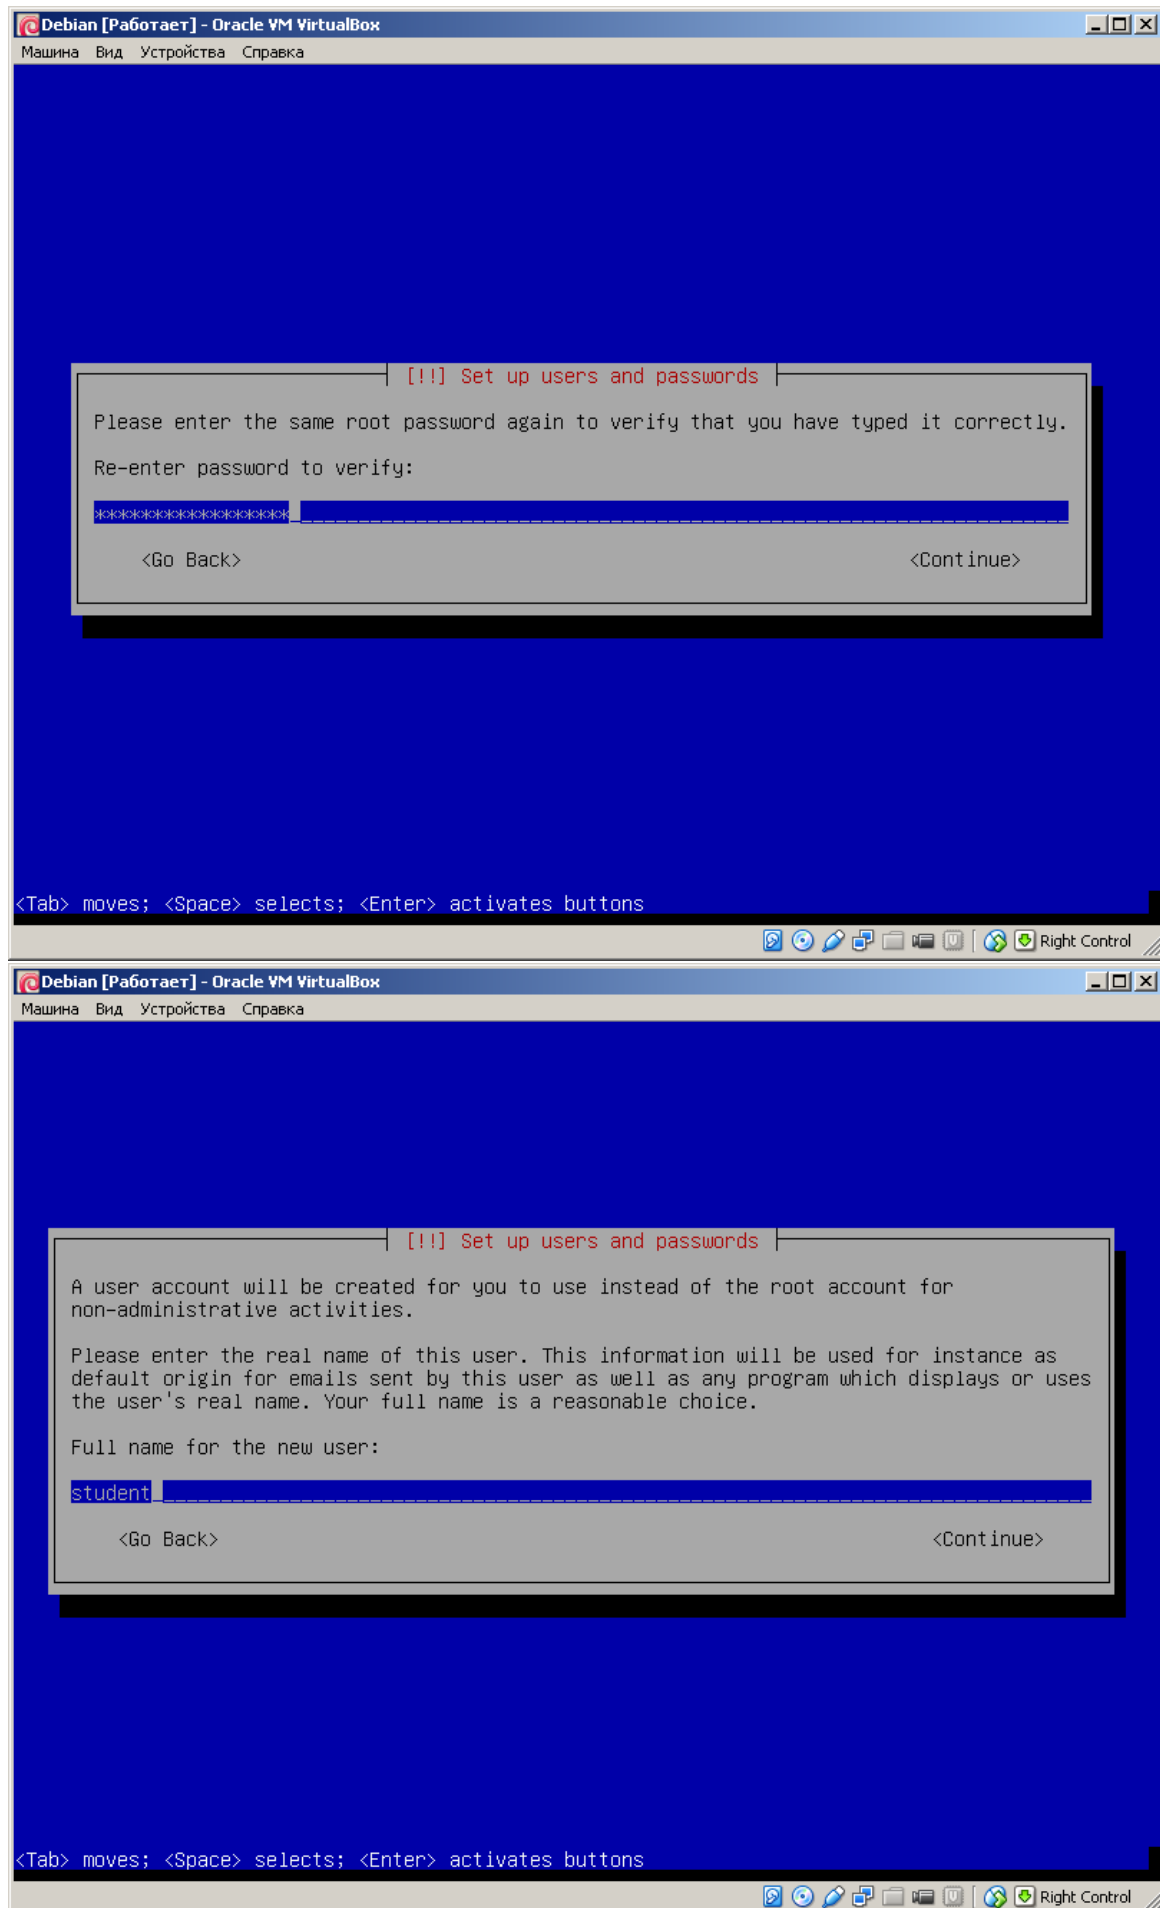 Debian [Работает] - Oracle VM VirtualBox
Машина Вид Устройства Справка
[!!] Set up users and passwords
Please enter the same root password again to verify that you have typed it correctly.
Re-enter password to verify:
*****************
<Go Back> <Continue>
<Tab> moves; <Space> selects; <Enter> activates buttons
Right Control
Debian [Работает] - Oracle VM VirtualBox
Машина Вид Устройства Справка
[!!] Set up users and passwords
A user account will be created for you to use instead of the root account for
non-administrative activities.
Please enter the real name of this user. This information will be used for instance as
default origin for emails sent by this user as well as any program which displays or uses
the user's real name. Your full name is a reasonable choice.
Full name for the new user:
student
<Go Back> <Continue>
<Tab> moves; <Space> selects; <Enter> activates buttons
Right Control